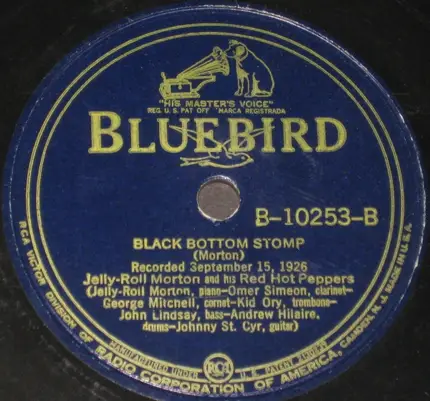 "HIS MASTER'S VOICE"
REG. U.S. PAT. OFF. MARCA REGISTRADA
BLUEBIRD
B-10253-B
BLACK BOTTOM STOMP
(Morton)
Recorded September 15, 1926
Jelly-Roll Morton and his Red Hot Peppers
(Jelly-Roll Morton, piano-Omer Simeon, clarinet-
George Mitchell, cornet-Kid Ory, trombone-
John Lindsay, bass-Andrew Hilaire,
drums-Johnny St. Cyr, guitar)
MANUFACTURED UNDER RCA U.S. PATENT
RCA VICTOR DIVISION OF RADIO CORPORATION OF AMERICA, CAMDEN, N. J. MADE IN U.S.A.